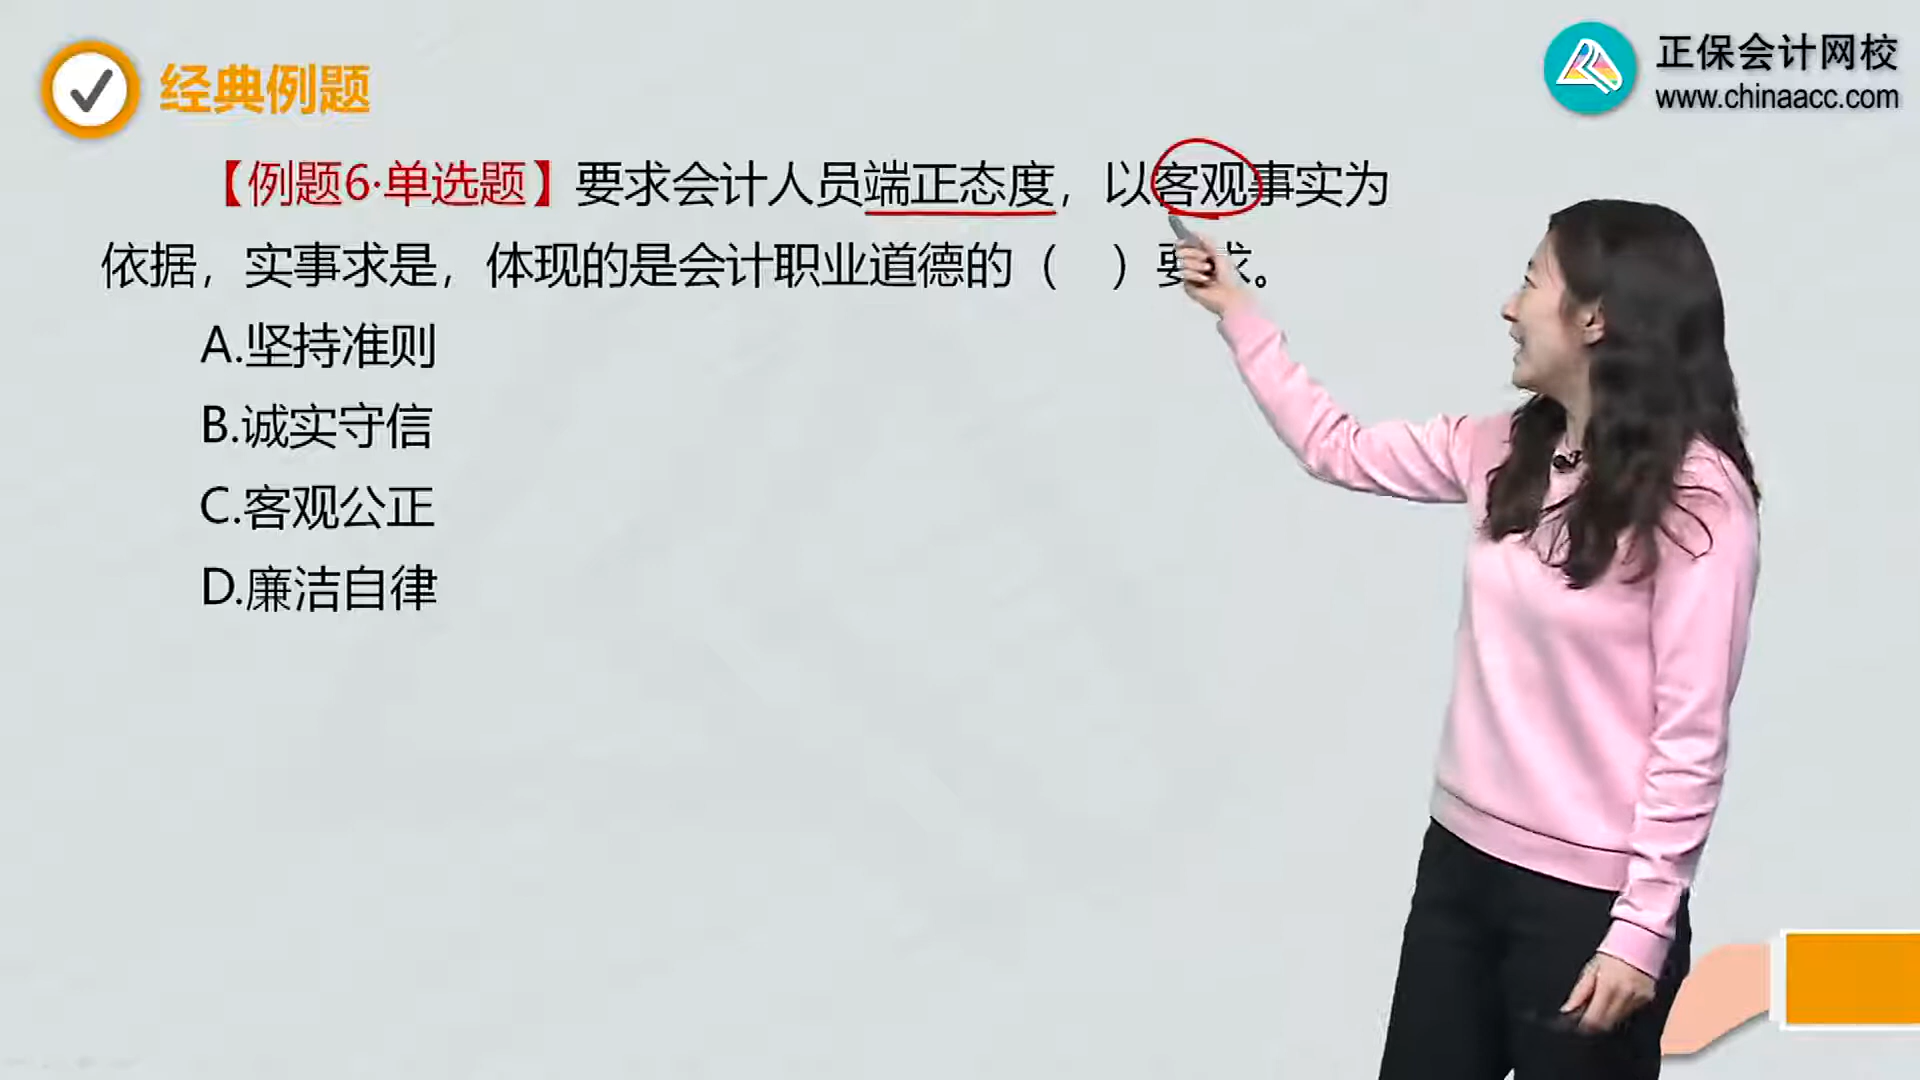 经典例题
正保会计网校
www.chinaacc.com
【例题6·单选题】要求会计人员端正态度，以客观事实为
依据，实事求是，体现的是会计职业道德的（　）要求。
A.坚持准则
B.诚实守信
C.客观公正
D.廉洁自律